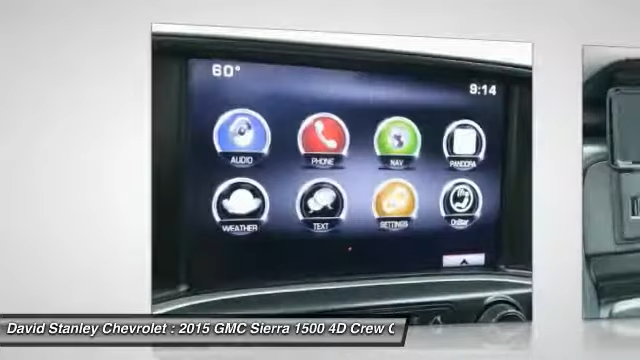 60°
9:14
AUDIO PHONE NAV PANDORA
WEATHER TEXT SETTINGS OnStar
David Stanley Chevrolet : 2015 GMC Sierra 1500 4D Crew C